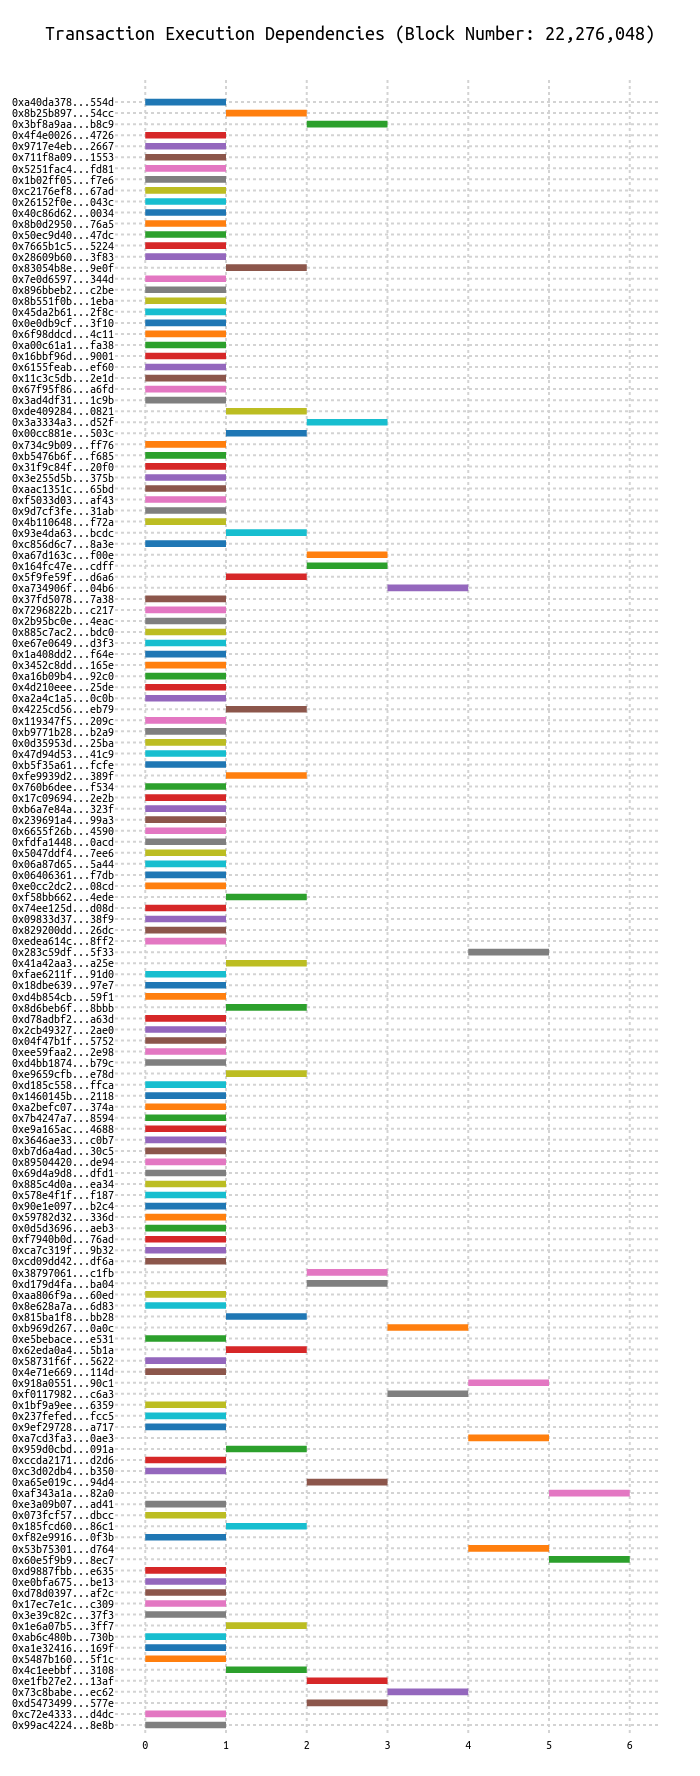 Transaction Execution Dependencies (Block Number: 22,276,048)
0xa40da378...554d
0x8b25b897...54cc
0x3bf8a9aa...b8c9
0x4f4e0026...4726
0x9717e4eb...2667
0x711f8a09...1553
0x5251fac4...fd81
0x1b02ff05...f7e6
0xc2176ef8...67ad
0x26152f0e...043c
0x40c86d62...0034
0x8b0d2950...76a5
0x50ec9d40...47dc
0x7665b1c5...5224
0x28609b60...3f83
0x83054b8e...9e0f
0x7e0d6597...344d
0x896bbeb2...c2be
0x8b551f0b...1eba
0x45da2b61...2f8c
0x0e0db9cf...3f10
0x6f98ddcd...4c11
0xa00c61a1...fa38
0x16bbf96d...9001
0x6155feab...ef60
0x11c3c5db...2e1d
0x67f95f86...a6fd
0x3ad4df31...1c9b
0xde409284...0821
0x3a3334a3...d52f
0x00cc881e...503c
0x734c9b09...ff76
0xb5476b6f...f685
0x31f9c84f...20f0
0x3e255d5b...375b
0xaac1351c...65bd
0xf5033d03...af43
0x9d7cf3fe...31ab
0x4b110648...f72a
0x93e4da63...bcdc
0xc856d6c7...8a3e
0xa67d163c...f00e
0x164fc47e...cdff
0x5f9fe59f...d6a6
0xa734906f...04b6
0x37fd5078...7a38
0x7296822b...c217
0x2b95bc0e...4eac
0x885c7ac2...bdc0
0xe67e0649...d3f3
0x1a408dd2...f64e
0x3452c8dd...165e
0xa16b09b4...92c0
0x4d210eee...25de
0xa2a4c1a5...0c0b
0x4225cd56...eb79
0x119347f5...209c
0xb9771b28...b2a9
0x0d35953d...25ba
0x47d94d53...41c9
0xb5f35a61...fcfe
0xfe9939d2...389f
0x760b6dee...f534
0x17c09694...2e2b
0xb6a7e84a...323f
0x239691a4...99a3
0x6655f26b...4590
0xfdfa1448...0acd
0x5047ddf4...7ee6
0x06a87d65...5a44
0x06406361...f7db
0xe0cc2dc2...08cd
0xf58bb662...4ede
0x74ee125d...d08d
0x09833d37...38f9
0x829200dd...26dc
0xedea614c...8ff2
0x283c59df...5f33
0x41a42aa3...a25e
0xfae6211f...91d0
0x18dbe639...97e7
0xd4b854cb...59f1
0x8d6beb6f...8bbb
0xd78adbf2...a63d
0x2cb49327...2ae0
0x04f47b1f...5752
0xee59faa2...2e98
0xd4bb1874...b79c
0xe9659cfb...e78d
0xd185c558...ffca
0x1460145b...2118
0xa2befc07...374a
0x7b4247a7...8594
0xe9a165ac...4688
0x3646ae33...c0b7
0xb7d6a4ad...30c5
0x89504420...de94
0x69d4a9d8...dfd1
0x885c4d0a...ea34
0x578e4f1f...f187
0x90e1e097...b2c4
0x59782d32...336d
0x0d5d3696...aeb3
0xf7940b0d...76ad
0xca7c319f...9b32
0xcd09dd42...df6a
0x38797061...c1fb
0xd179d4fa...ba04
0xaa806f9a...60ed
0x8e628a7a...6d83
0x815ba1f8...bb28
0xb969d267...0a0c
0xe5bebace...e531
0x62eda0a4...5b1a
0x58731f6f...5622
0x4e71e669...114d
0x918a0551...90c1
0xf0117982...c6a3
0x1bf9a9ee...6359
0x237fefed...fcc5
0x9ef29728...a717
0xa7cd3fa3...0ae3
0x959d0cbd...091a
0xccda2171...d2d6
0xc3d02db4...b350
0xa65e019c...94d4
0xaf343a1a...82a0
0xe3a09b07...ad41
0x073fcf57...dbcc
0x185fcd60...86c1
0xf82e9916...0f3b
0x53b75301...d764
0x60e5f9b9...8ec7
0xd9887fbb...e635
0xe0bfa675...be13
0xd78d0397...af2c
0x17ec7e1c...c309
0x3e39c82c...37f3
0x1e6a07b5...3ff7
0xab6c480b...730b
0xa1e32416...169f
0x5487b160...5f1c
0x4c1eebbf...3108
0xe1fb27e2...13af
0x73c8babe...ec62
0xd5473499...577e
0xc72e4333...d4dc
0x99ac4224...8e8b
0 1 2 3 4 5 6